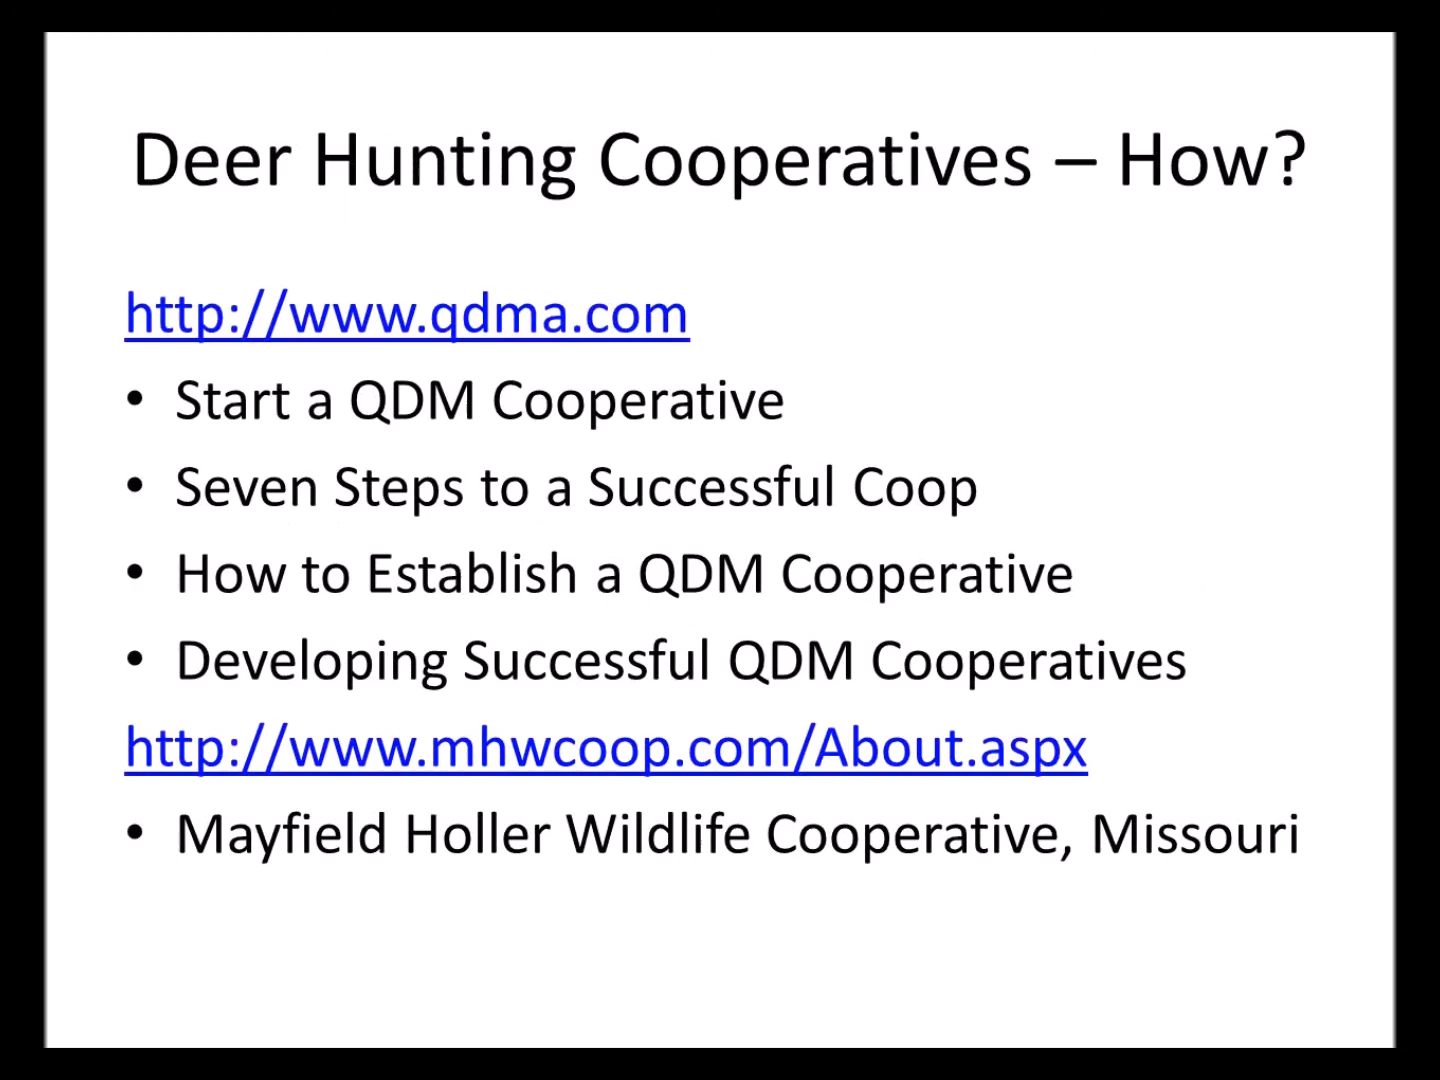 Deer Hunting Cooperatives – How?
http://www.qdma.com
• Start a QDM Cooperative
• Seven Steps to a Successful Coop
• How to Establish a QDM Cooperative
• Developing Successful QDM Cooperatives
http://www.mhwcoop.com/About.aspx
• Mayfield Holler Wildlife Cooperative, Missouri